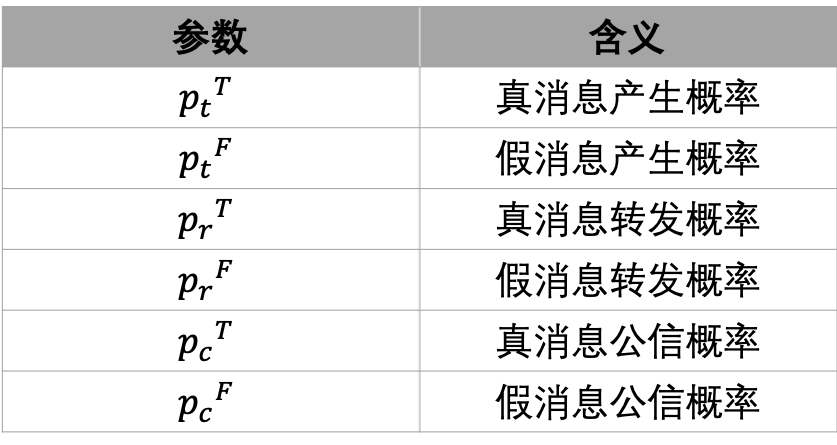 参数 含义
p_t^T 真消息产生概率
p_t^F 假消息产生概率
p_r^T 真消息转发概率
p_r^F 假消息转发概率
p_c^T 真消息公信概率
p_c^F 假消息公信概率